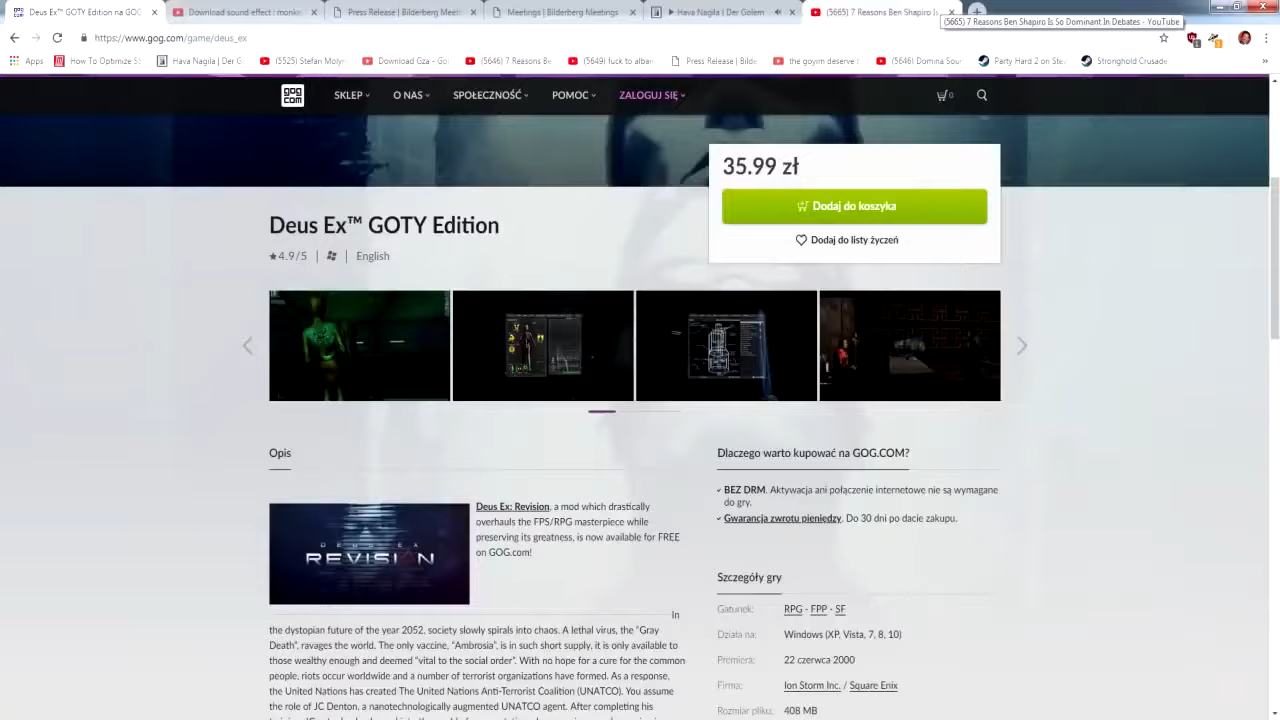 Deus Ex™ GOTY Edition on GO
Download sound effect : monk
Press Release | Bilderberg Meeti
Meetings | Bilderberg Meetings
Hava Nagila | Der Golem
(5665) 7 Reasons Ben Shapiro Is
(5665) 7 Reasons Ben Shapiro Is So Dominant In Debates - YouTube
https://www.gog.com/game/deus_ex
Apps
How To Optimize SS
Hava Nagila | Der G
(5525) Stefan Molyn
Download Gza - Go
(5646) 7 Reasons Be
(5649) fuck to alban
Press Release | Bilde
the goyim deserve
(5646) Domina Sour
Party Hard 2 on Ste
Stronghold Crusade
»
gog
com
SKLEP
O NAS
SPOŁECZNOŚĆ
POMOC
ZALOGUJ SIĘ
0
35.99 zł
Dodaj do koszyka
Dodaj do listy życzeń
Deus Ex™ GOTY Edition
4.9/5 | | English
Opis
Dlaczego warto kupować na GOG.COM?
BEZ DRM. Aktywacja ani połączenie internetowe nie są wymagane
do gry.
Gwarancja zwrotu pieniędzy. Do 30 dni po dacie zakupu.
DEUS EX
REVISION
Deus Ex: Revision, a mod which drastically
overhauls the FPS/RPG masterpiece while
preserving its greatness, is now available for FREE
on GOG.com!
In
the dystopian future of the year 2052, society slowly spirals into chaos. A lethal virus, the “Gray
Death”, ravages the world. The only vaccine, “Ambrosia”, is in such short supply, it is only available to
those wealthy enough and deemed “vital to the social order”. With no hope for a cure for the common
people, riots occur worldwide and a number of terrorist organizations have formed. As a response,
the United Nations has created The United Nations Anti-Terrorist Coalition (UNATCO). You assume
the role of JC Denton, a nanotechnologically augmented UNATCO agent. After completing his
Szczegóły gry
Gatunek: RPG - FPP - SF
Działa na: Windows (XP, Vista, 7, 8, 10)
Premiera: 22 czerwca 2000
Firma: Ion Storm Inc. / Square Enix
Rozmiar pliku: 408 MB